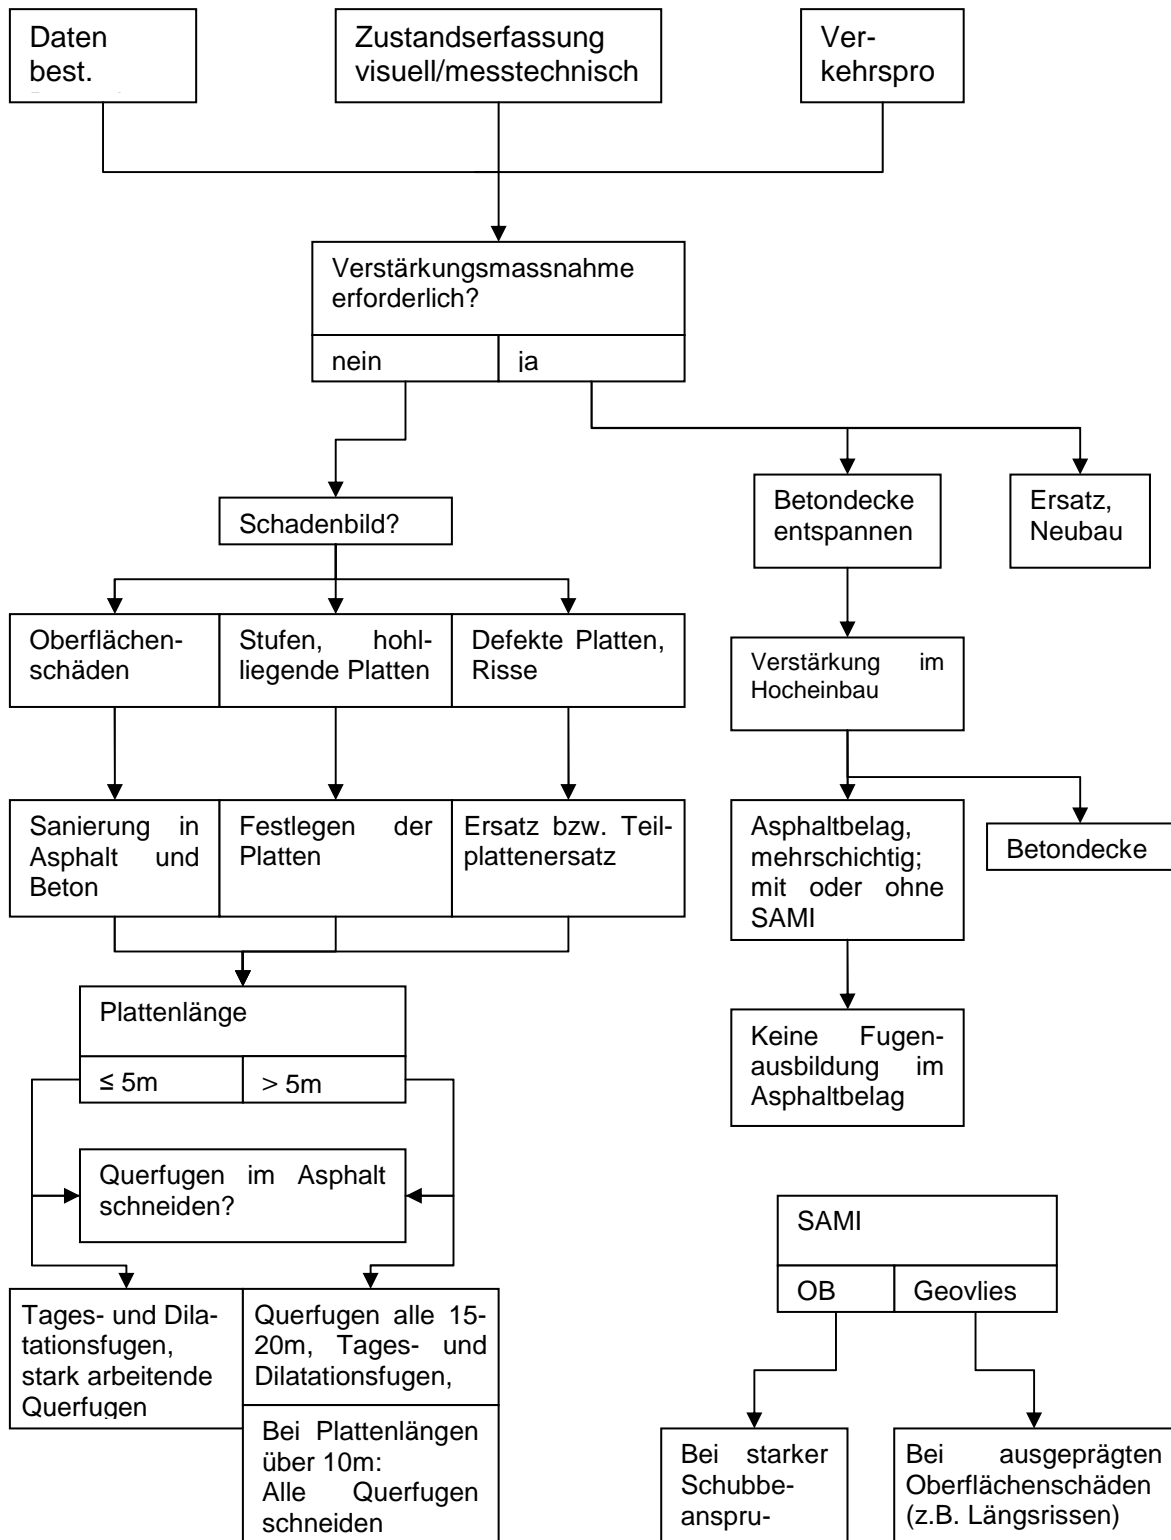 Daten
best.
Zustandserfassung
visuell/messtechnisch
Ver-
kehrspro
Verstärkungsmassnahme
erforderlich?
nein
ja
Schadenbild?
Betondecke
entspannen
Ersatz,
Neubau
Oberflächen-
schäden
Stufen, hohl-
liegende Platten
Defekte Platten,
Risse
Verstärkung im
Hocheinbau
Sanierung in
Asphalt und
Beton
Festlegen der
Platten
Ersatz bzw. Teil-
plattenersatz
Asphaltbelag,
mehrschichtig;
mit oder ohne
SAMI
Betondecke
Plattenlänge
≤ 5m
> 5m
Keine Fugen-
ausbildung im
Asphaltbelag
Querfugen im Asphalt
schneiden?
SAMI
OB
Geovlies
Tages- und Dila-
tationsfugen,
stark arbeitende
Querfugen
Querfugen alle 15-
20m, Tages- und
Dilatationsfugen,
Bei Plattenlängen
über 10m:
Alle Querfugen
schneiden
Bei starker
Schubbe-
anspru-
Bei ausgeprägten
Oberflächenschäden
(z.B. Längsrissen)